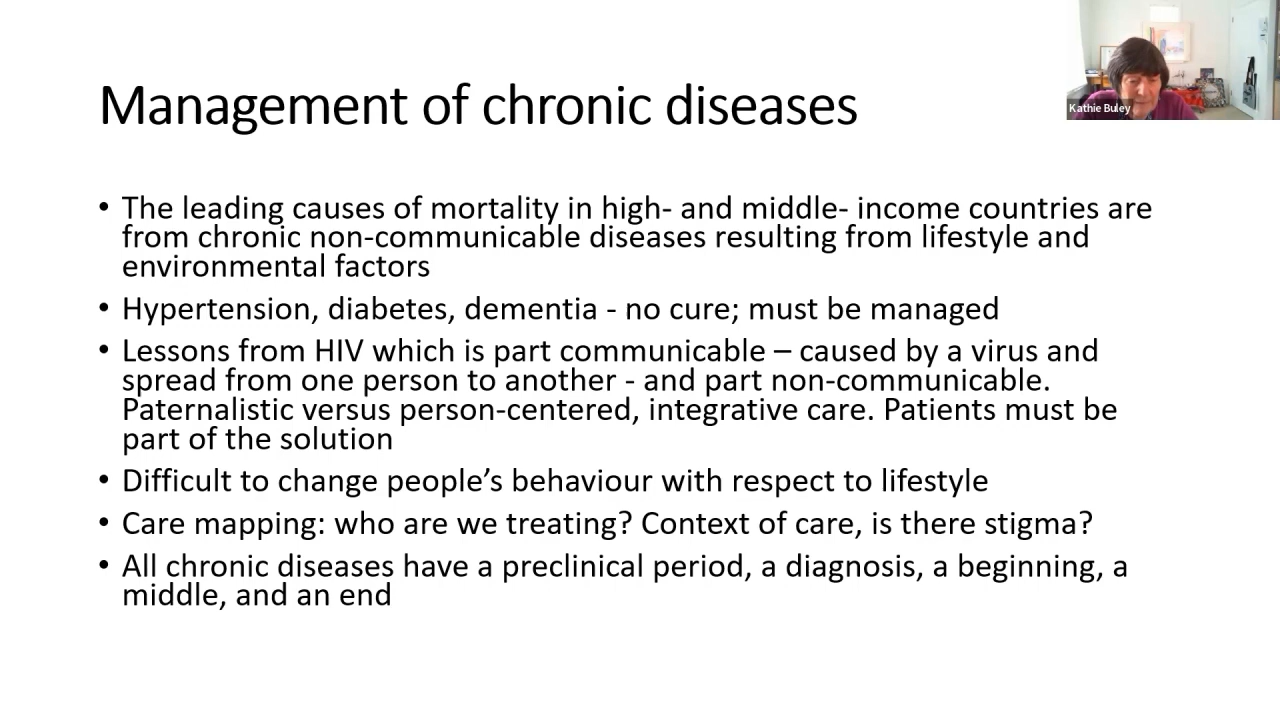 Management of chronic diseases
Kathie Buley
• The leading causes of mortality in high- and middle- income countries are
from chronic non-communicable diseases resulting from lifestyle and
environmental factors
• Hypertension, diabetes, dementia - no cure; must be managed
• Lessons from HIV which is part communicable – caused by a virus and
spread from one person to another - and part non-communicable.
Paternalistic versus person-centered, integrative care. Patients must be
part of the solution
• Difficult to change people’s behaviour with respect to lifestyle
• Care mapping: who are we treating? Context of care, is there stigma?
• All chronic diseases have a preclinical period, a diagnosis, a beginning, a
middle, and an end